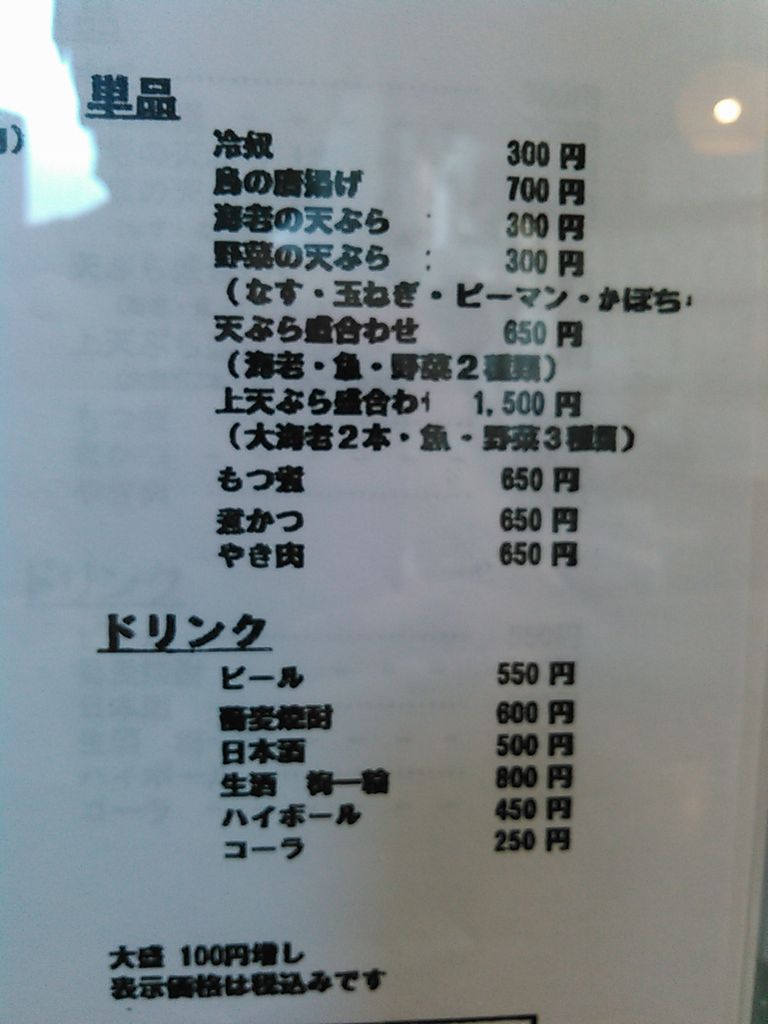 単品
冷奴 300 円
鳥の唐揚げ 700 円
海老の天ぷら : 300 円
野菜の天ぷら : 300 円
(なす・玉ねぎ・ピーマン・かぼち
天ぷら盛合わせ 650 円
(海老・魚・野菜2種類)
上天ぷら盛合わ 1,500 円
(大海老2本・魚・野菜3種類)
もつ煮 650 円
煮かつ 650 円
やき肉 650 円
ドリンク
ビール 550 円
蕎麦焼酎 600 円
日本酒 500 円
生酒 梅一輪 800 円
ハイボール 450 円
コーラ 250 円
大盛 100円増し
表示価格は税込みです